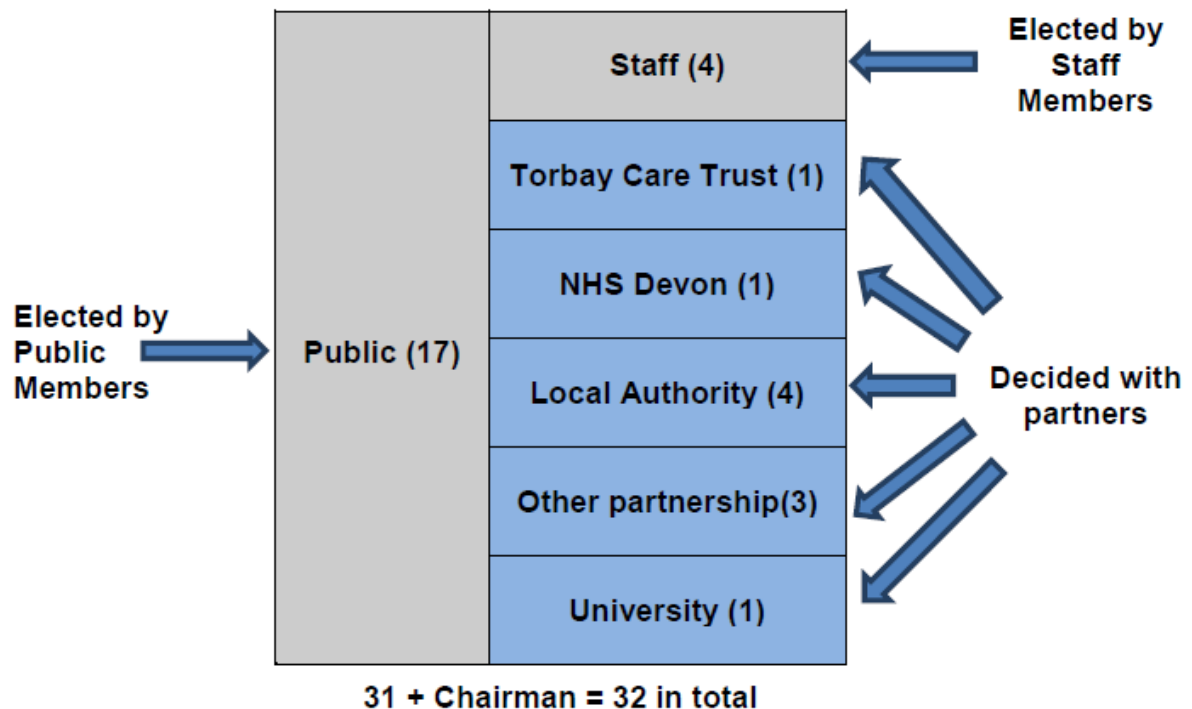 Elected by
Public
Members
Public (17)
Staff (4)
Torbay Care Trust (1)
NHS Devon (1)
Local Authority (4)
Other partnership(3)
University (1)
Elected by
Staff
Members
Decided with
partners
31 + Chairman = 32 in total